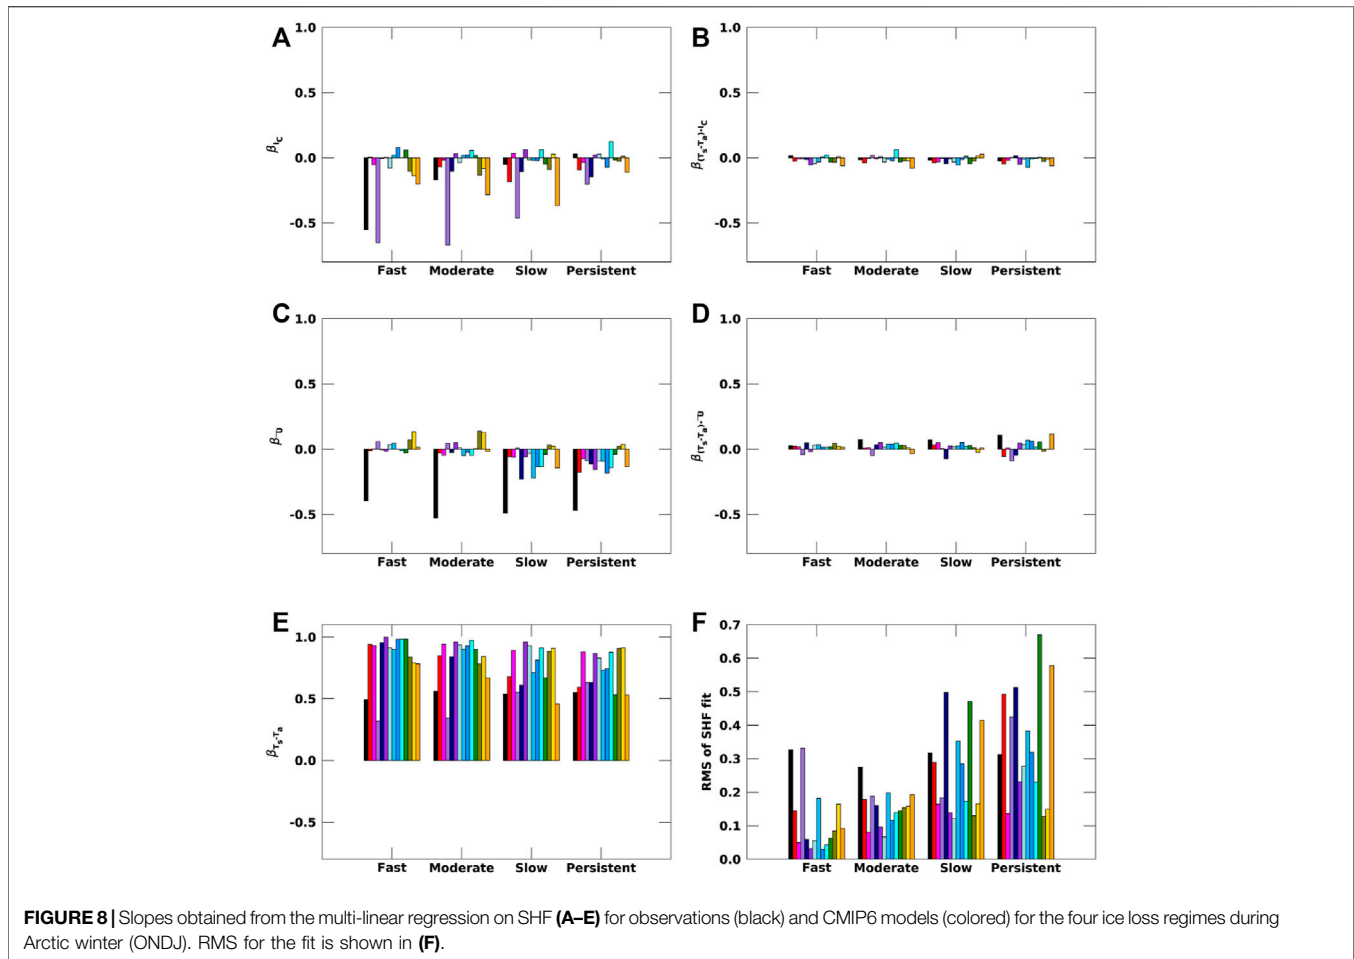 A
B
1.0
0.5
0.0
-0.5
βIC
Fast Moderate Slow Persistent
1.0
0.5
0.0
-0.5
β(Ts-Ta)·IC
Fast Moderate Slow Persistent
C
D
1.0
0.5
0.0
-0.5
Fast Moderate Slow Persistent
1.0
0.5
0.0
-0.5
Fast Moderate Slow Persistent
E
F
1.0
0.5
0.0
-0.5
βTs-Ta
Fast Moderate Slow Persistent
0.7
0.6
0.5
0.4
0.3
0.2
0.1
0.0
RMS of SHF fit
Fast Moderate Slow Persistent
FIGURE 8 | Slopes obtained from the multi-linear regression on SHF (A–E) for observations (black) and CMIP6 models (colored) for the four ice loss regimes during
Arctic winter (ONDJ). RMS for the fit is shown in (F).